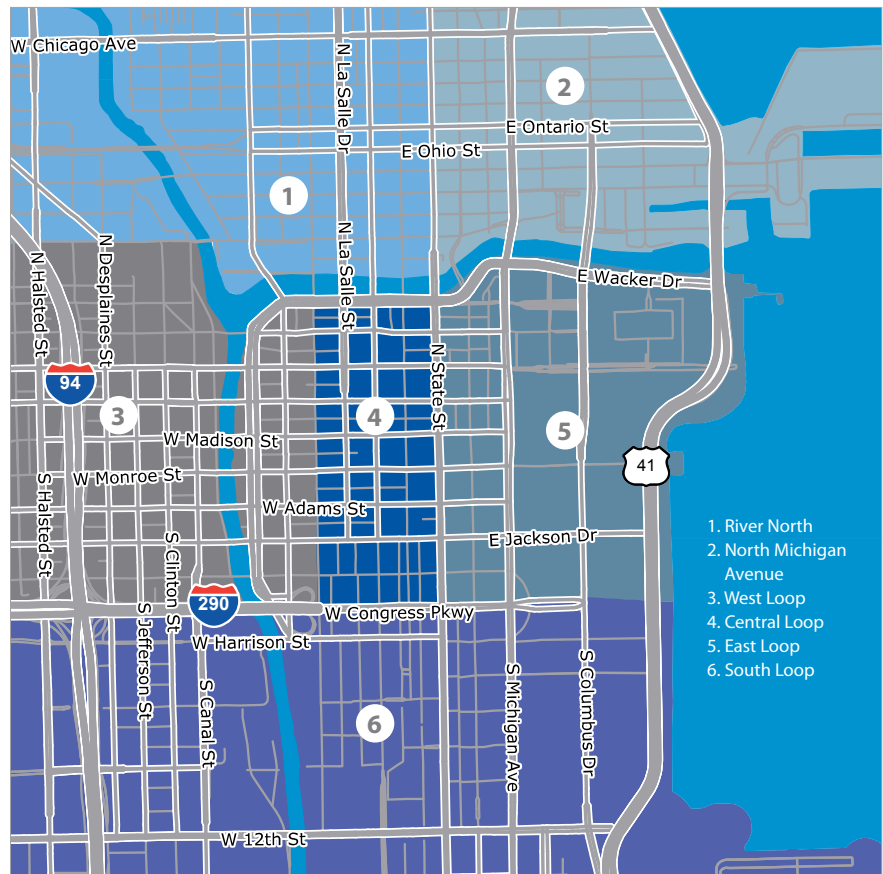 W Chicago Ave
N La Salle Dr
2
E Ontario St
E Ohio St
1
N La Salle St
N Halsted St
N Desplaines St
E Wacker Dr
94
N State St
3
4
5
W Madison St
41
W Monroe St
S Halsted St
W Adams St
S Clinton St
E Jackson Dr
1. River North
2. North Michigan
Avenue
3. West Loop
4. Central Loop
5. East Loop
6. South Loop
290
W Congress Pkwy
S Jefferson St
W Harrison St
S Canal St
S Michigan Ave
S Columbus Dr
6
W 12th St